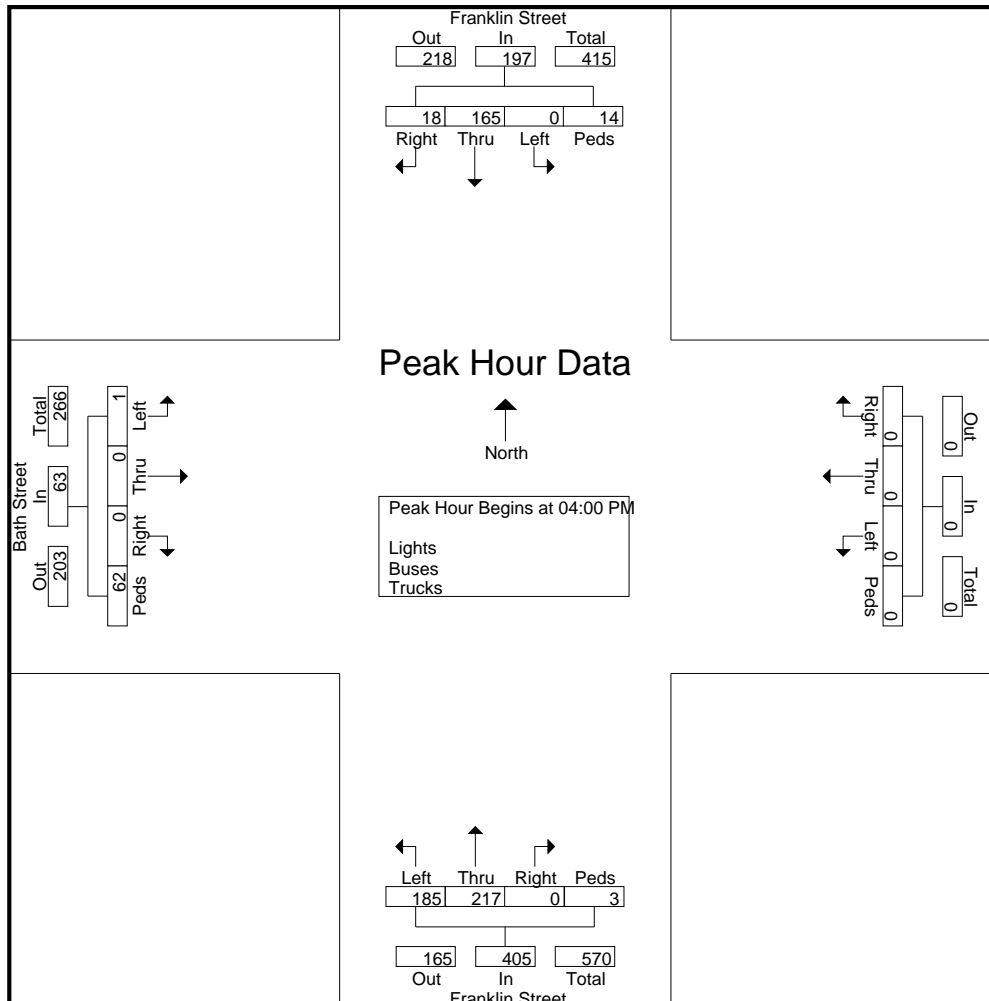 Franklin Street
Out In Total
218 197 415
18 165 0 14
Right Thru Left Peds
Peak Hour Data
North
Peak Hour Begins at 04:00 PM
Lights
Buses
Trucks
Bath Street
Out In Total
203 63 266
62 0 0 1
Peds Right Thru Left
Out In Total
0 0 0
Right Thru Left Peds
0 0 0 0
Left Thru Right Peds
185 217 0 3
165 405 570
Out In Total
Franklin Street